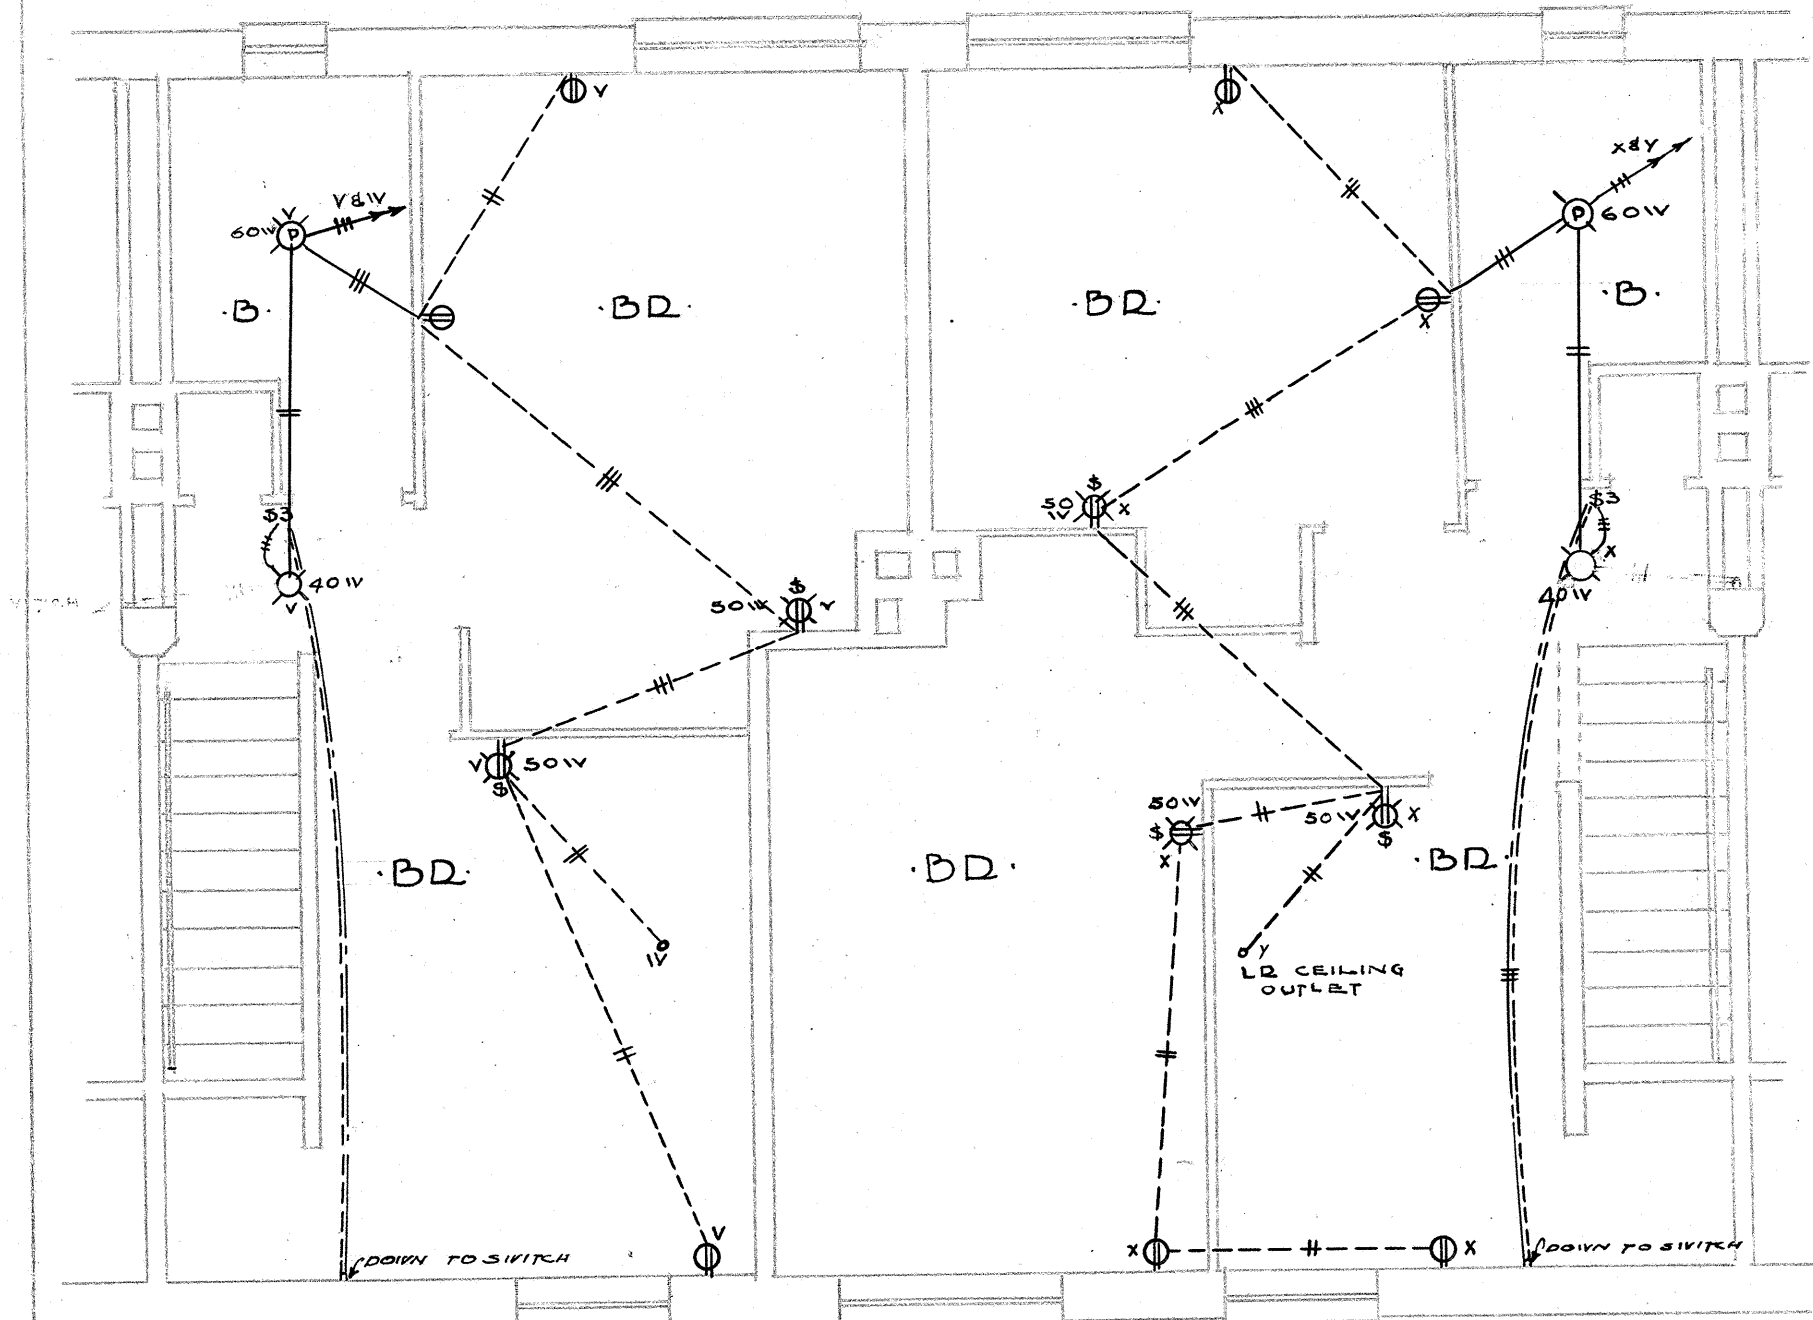 V
V & W
60W
P
V
·B·
·BR·
$3
40W
V
50W
$
V
X
V
50W
$
·BR·
W
V
DOWN TO SWITCH
X
X & Y
P
60W
·BR·
X
·B·
$
50
W
X
$3
X
40W
50W
$
X
50W
X
$
·BR·
·BR·
Y
LR CEILING
OUTLET
X
X
DOWN TO SWITCH